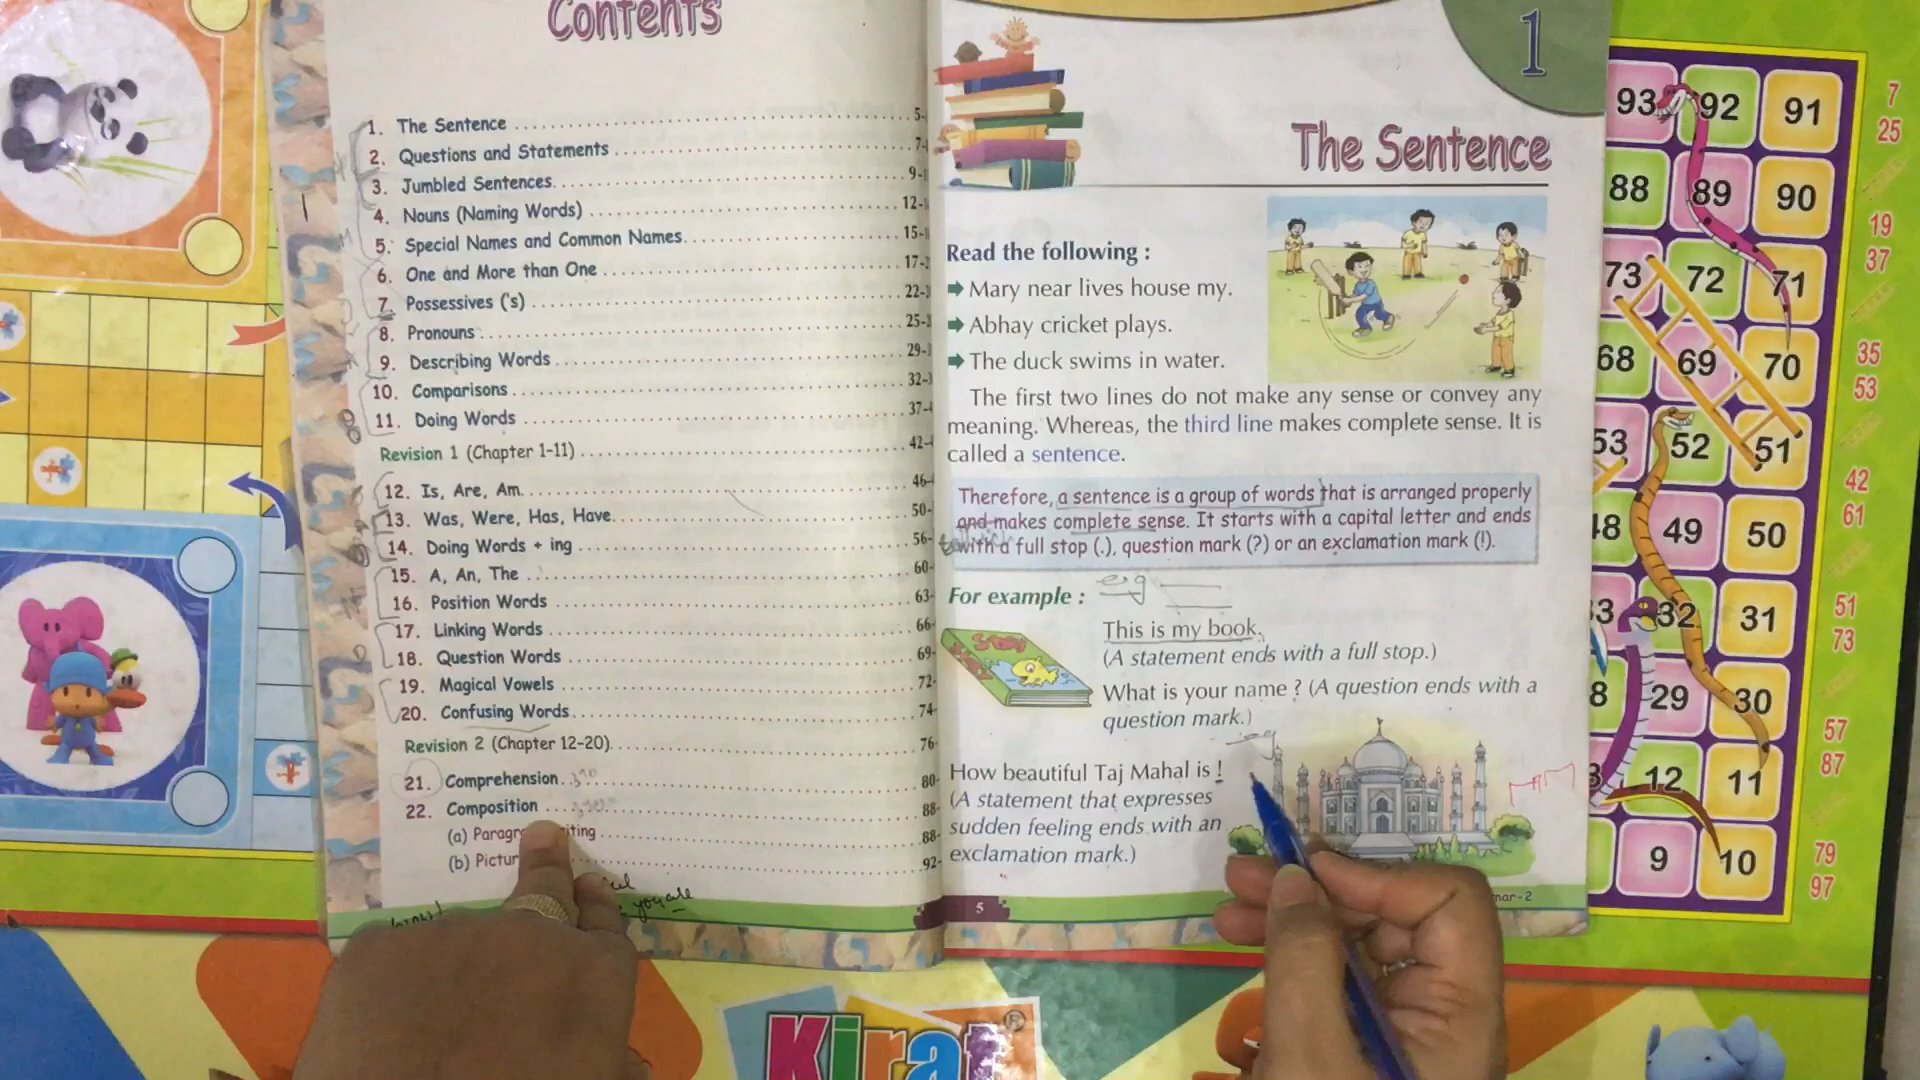 Contents
1. The Sentence 5-
2. Questions and Statements 7-
3. Jumbled Sentences 9-
4. Nouns (Naming Words) 12-
5. Special Names and Common Names 15-
6. One and More than One 17-
7. Possessives ('s) 22-
8. Pronouns 25-
9. Describing Words 29-
10. Comparisons 32-
11. Doing Words 37-
Revision 1 (Chapter 1-11) 42-
12. Is, Are, Am 46-
13. Was, Were, Has, Have 50-
14. Doing Words + ing 56-
15. A, An, The 60-
16. Position Words 63-
17. Linking Words 66-
18. Question Words 69-
19. Magical Vowels 72-
20. Confusing Words 74-
Revision 2 (Chapter 12-20) 76-
21. Comprehension 80-
22. Composition 88-
(a) 88-
(b) 92-
you are
1
The Sentence
Read the following :
Mary near lives house my.
Abhay cricket plays.
The duck swims in water.
The first two lines do not make any sense or convey any
meaning. Whereas, the third line makes complete sense. It is
called a sentence.
Therefore, a sentence is a group of words that is arranged properly
and makes complete sense. It starts with a capital letter and ends
with a full stop (.), question mark (?) or an exclamation mark (!).
For example :
eg
This is my book.
(A statement ends with a full stop.)
What is your name ? (A question ends with a
question mark.)
How beautiful Taj Mahal is !
(A statement that expresses
sudden feeling ends with an
exclamation mark.)
5
93 92 91
88 89 90
73 72 71
68 69 70
53 52 51
49 50
32 31
29 30
12 11
9 10
7
25
19
37
35
53
42
61
51
73
57
87
79
97